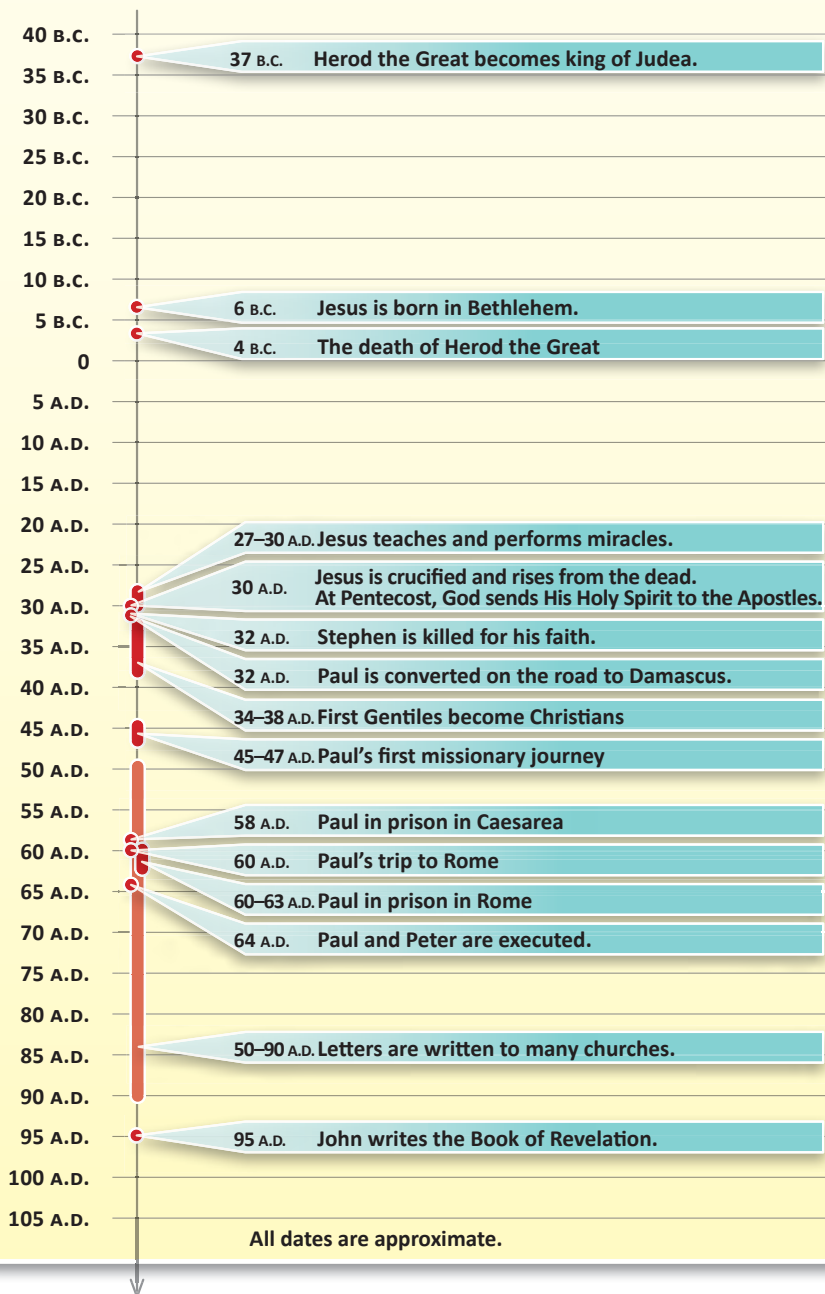 40 B.C.
37 B.C. Herod the Great becomes king of Judea.
35 B.C.
30 B.C.
25 B.C.
20 B.C.
15 B.C.
10 B.C.
6 B.C. Jesus is born in Bethlehem.
5 B.C.
4 B.C. The death of Herod the Great
0
5 A.D.
10 A.D.
15 A.D.
20 A.D.
27–30 A.D. Jesus teaches and performs miracles.
25 A.D.
30 A.D. Jesus is crucified and rises from the dead.
At Pentecost, God sends His Holy Spirit to the Apostles.
30 A.D.
32 A.D. Stephen is killed for his faith.
35 A.D.
32 A.D. Paul is converted on the road to Damascus.
40 A.D.
34–38 A.D. First Gentiles become Christians
45 A.D.
45–47 A.D. Paul's first missionary journey
50 A.D.
55 A.D.
58 A.D. Paul in prison in Caesarea
60 A.D.
60 A.D. Paul's trip to Rome
65 A.D.
60–63 A.D. Paul in prison in Rome
70 A.D.
64 A.D. Paul and Peter are executed.
75 A.D.
80 A.D.
50–90 A.D. Letters are written to many churches.
85 A.D.
90 A.D.
95 A.D.
95 A.D. John writes the Book of Revelation.
100 A.D.
105 A.D.
All dates are approximate.